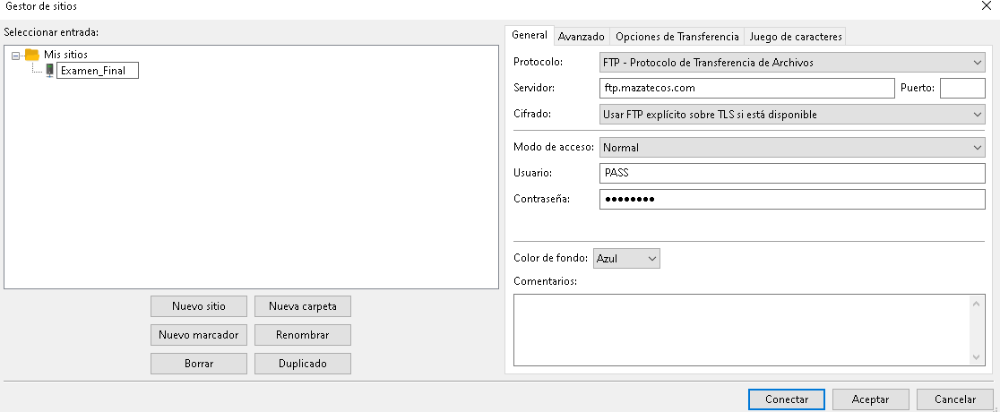 Gestor de sitios
Seleccionar entrada:
Mis sitios
Examen_Final
Nuevo sitio Nueva carpeta
Nuevo marcador Renombrar
Borrar Duplicado
General Avanzado Opciones de Transferencia Juego de caracteres
Protocolo: FTP - Protocolo de Transferencia de Archivos
Servidor: ftp.mazatecos.com Puerto:
Cifrado: Usar FTP explícito sobre TLS si está disponible
Modo de acceso: Normal
Usuario: PASS
Contraseña: ●●●●●●●●
Color de fondo: Azul
Comentarios:
Conectar Aceptar Cancelar